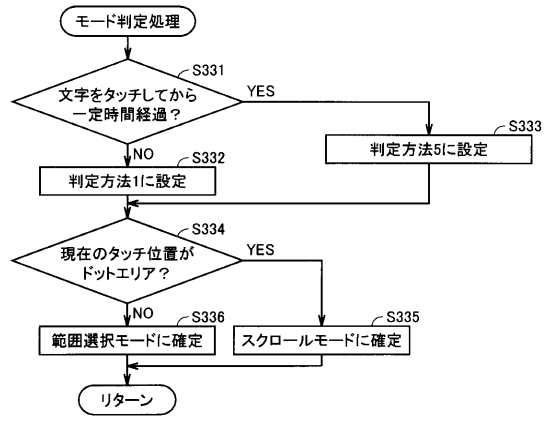 モード判定処理
S331
文字をタッチしてから
一定時間経過？
YES
S333
判定方法5に設定
NO
S332
判定方法1に設定
S334
現在のタッチ位置が
ドットエリア？
YES
NO
S336
範囲選択モードに確定
S335
スクロールモードに確定
リターン